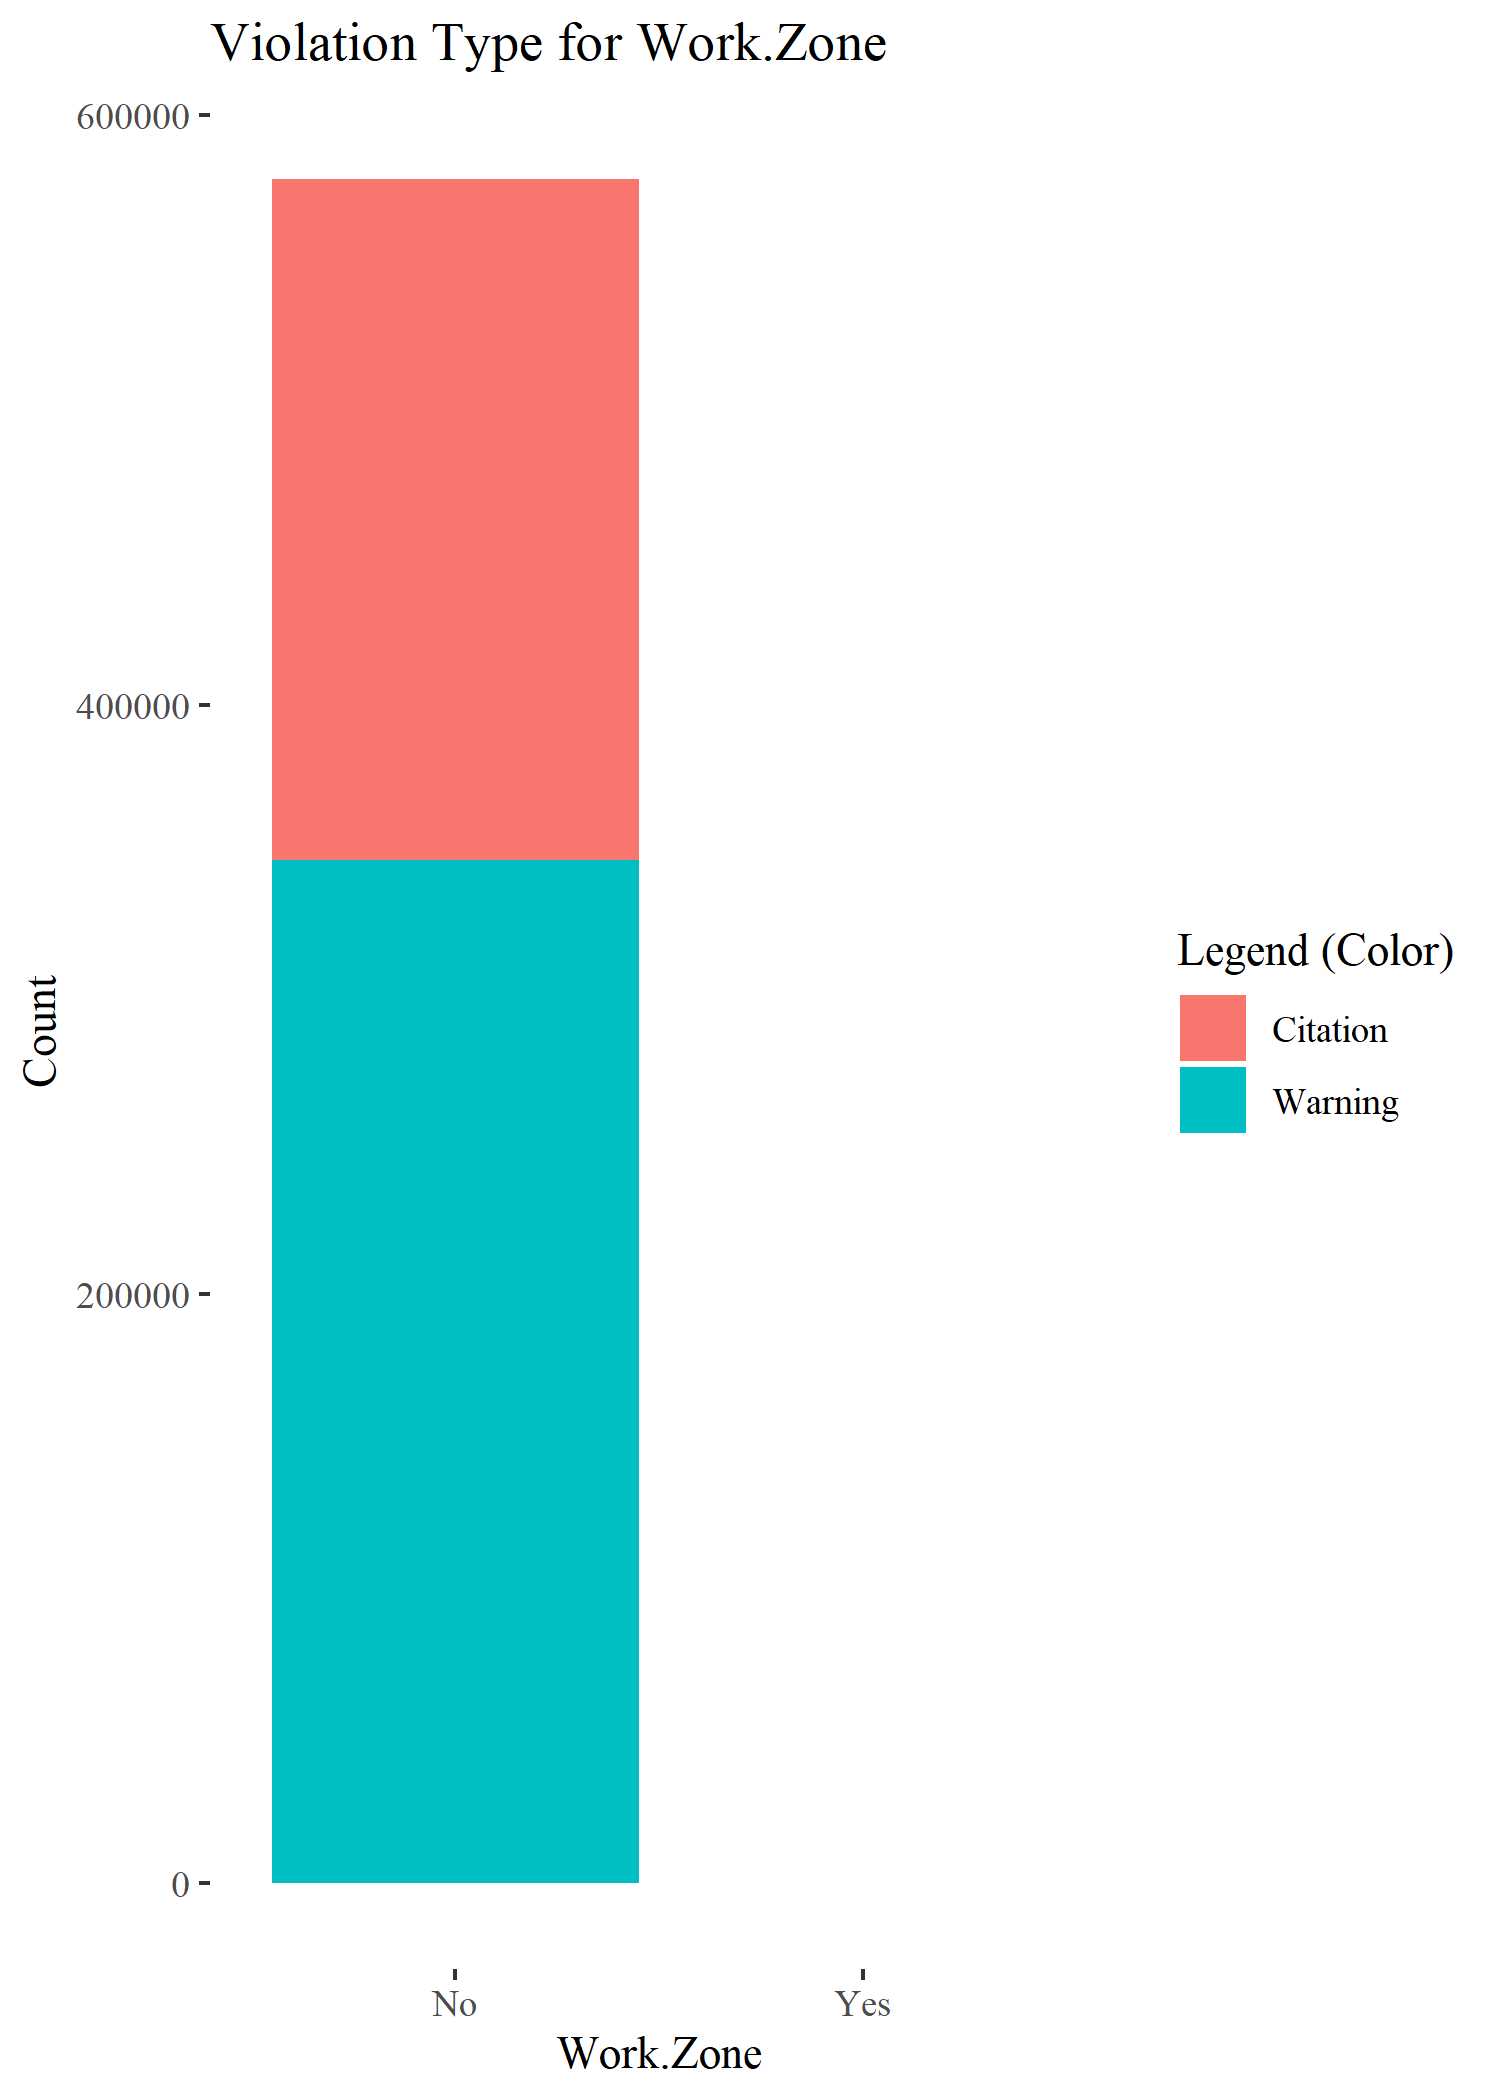 Violation Type for Work.Zone
600000
400000
200000
0
Count
No
Yes
Work.Zone
Legend (Color)
Citation
Warning